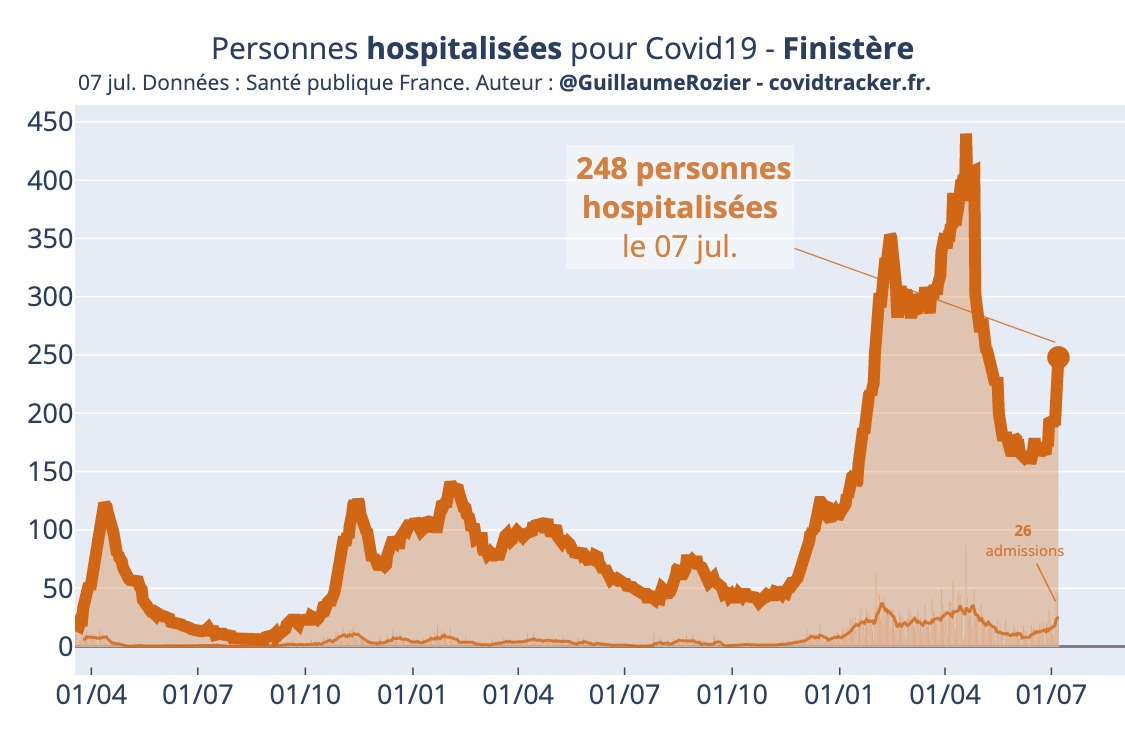 Personnes hospitalisées pour Covid19 - Finistère
07 jul. Données : Santé publique France. Auteur : @GuillaumeRozier - covidtracker.fr.
450
400
350
300
250
200
150
100
50
0
248 personnes
hospitalisées
le 07 jul.
26
admissions
01/04 01/07 01/10 01/01 01/04 01/07 01/10 01/01 01/04 01/07